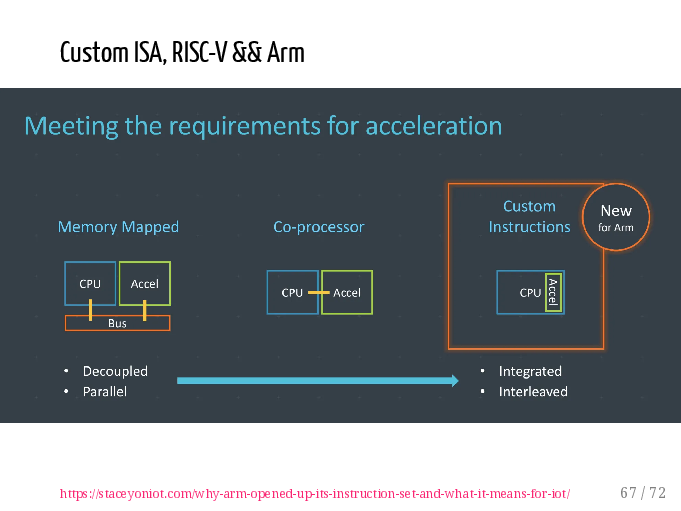 Custom ISA, RISC-V && Arm
Meeting the requirements for acceleration
Memory Mapped
CPU
Accel
Bus
• Decoupled
• Parallel
Co-processor
CPU
Accel
Custom
Instructions
New
for Arm
CPU
Accel
• Integrated
• Interleaved
https://staceyoniot.com/why-arm-opened-up-its-instruction-set-and-what-it-means-for-iot/
67 / 72